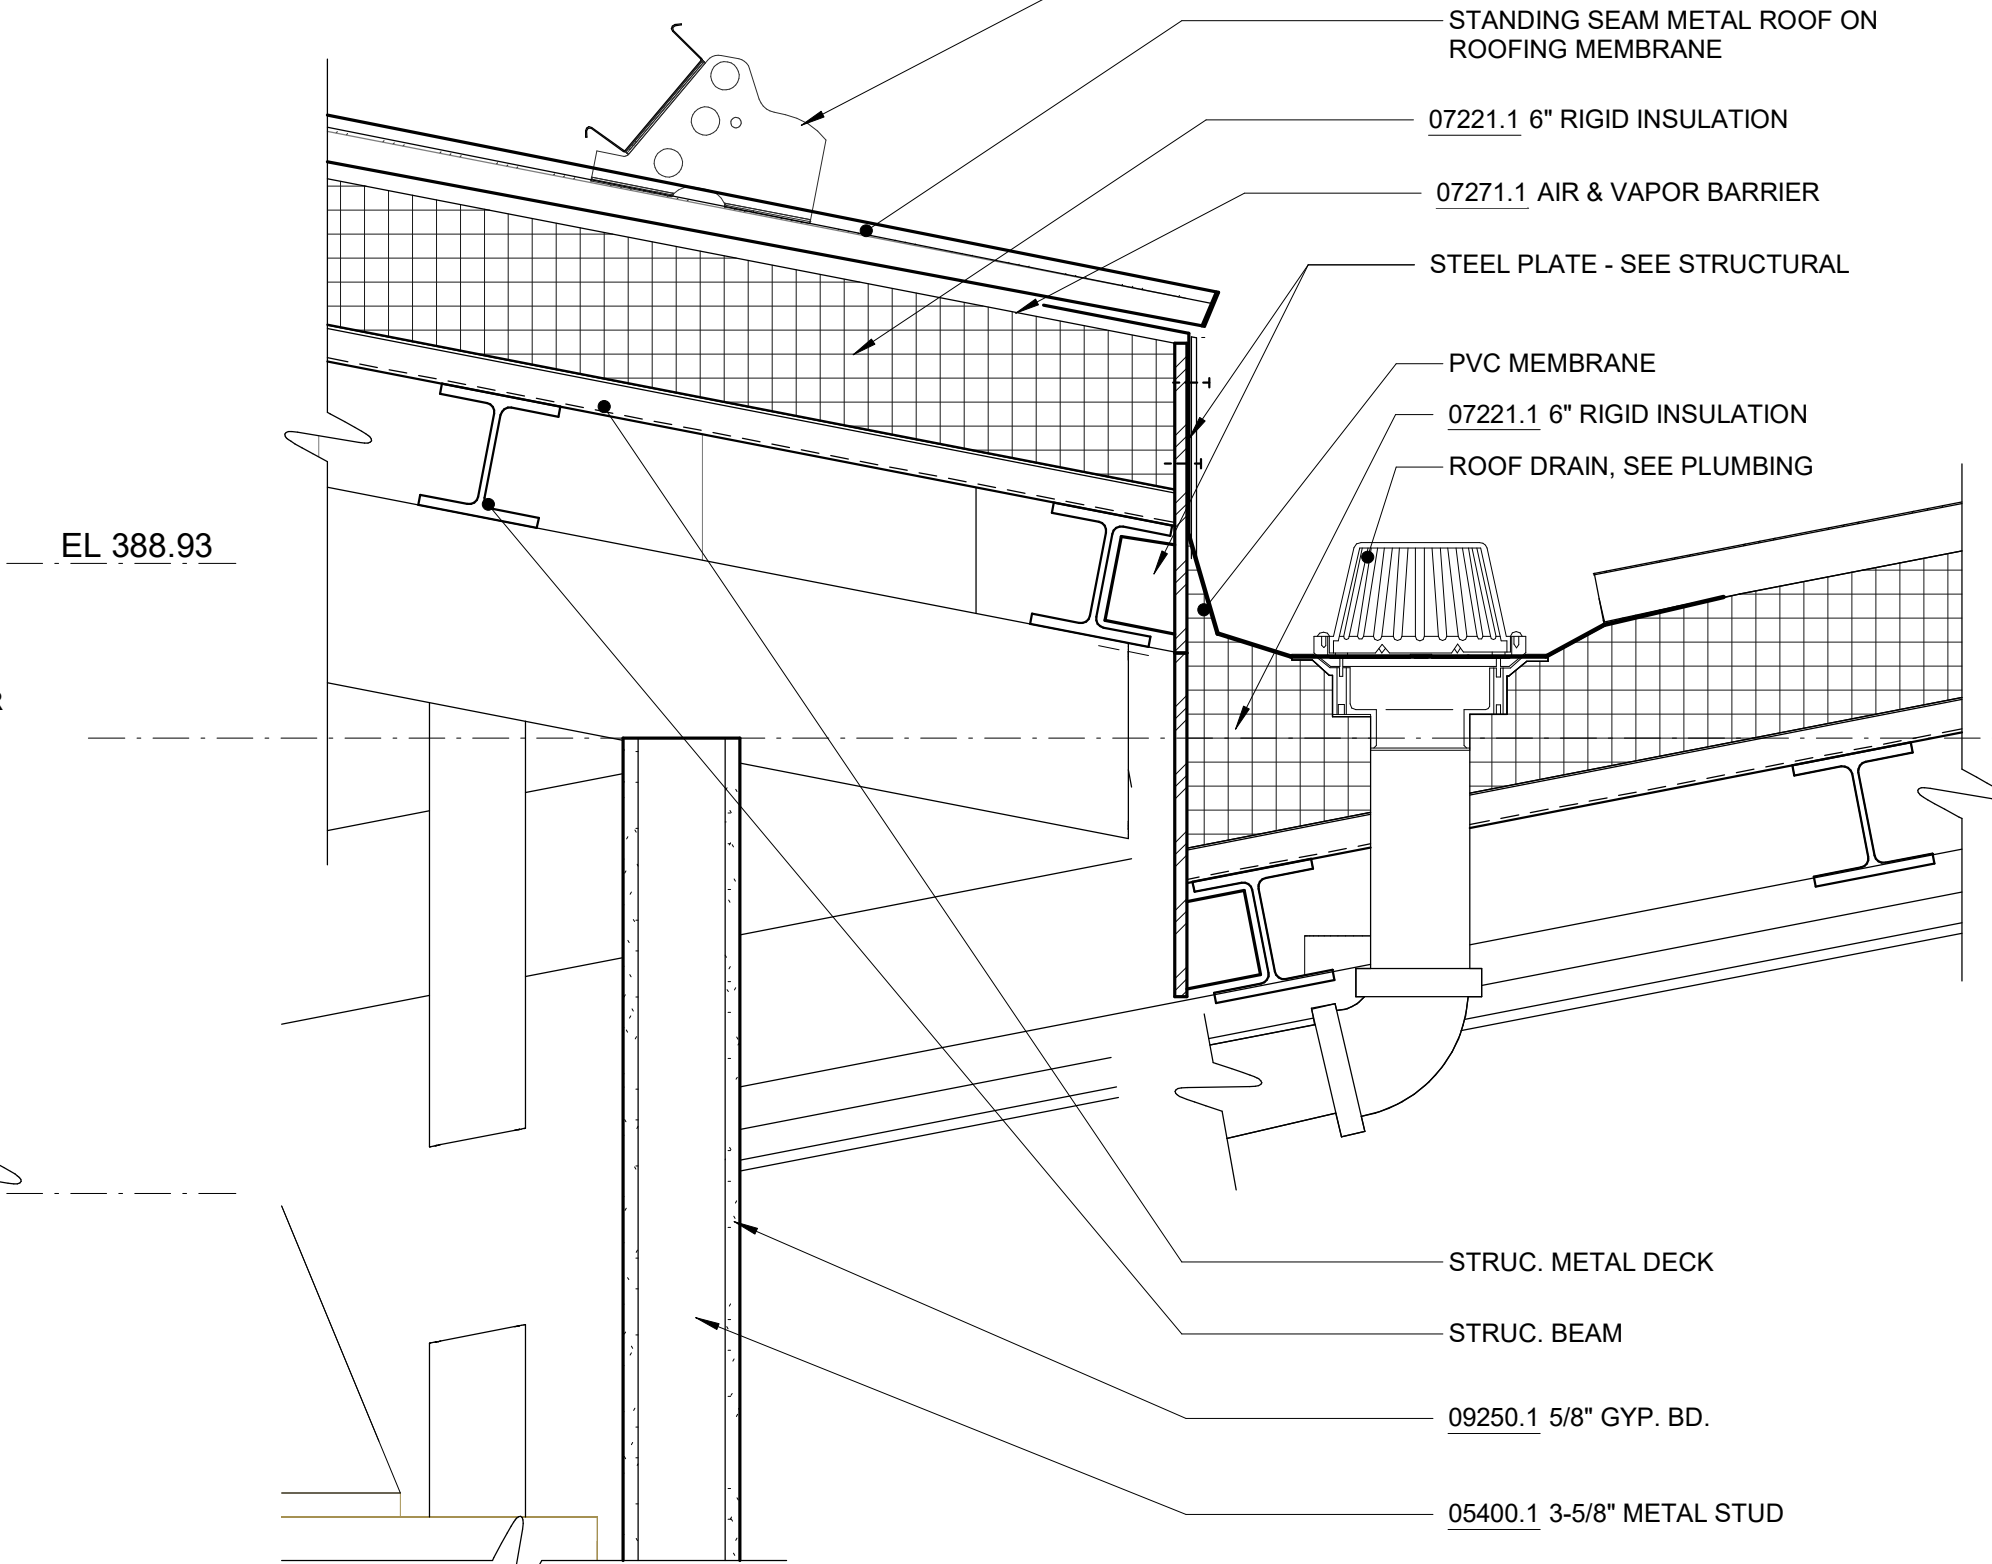 STANDING SEAM METAL ROOF ON
ROOFING MEMBRANE
07221.1 6" RIGID INSULATION
07271.1 AIR & VAPOR BARRIER
STEEL PLATE - SEE STRUCTURAL
PVC MEMBRANE
07221.1 6" RIGID INSULATION
ROOF DRAIN, SEE PLUMBING
EL 388.93
STRUC. METAL DECK
STRUC. BEAM
09250.1 5/8" GYP. BD.
05400.1 3-5/8" METAL STUD